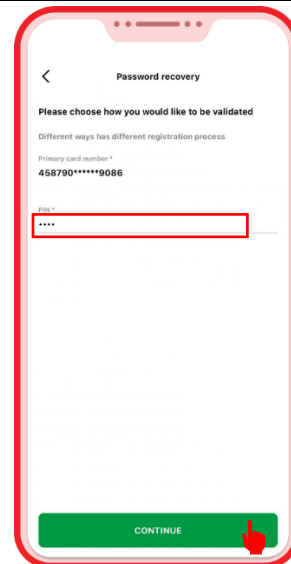 Password recovery
Please choose how you would like to be validated
Different ways has different registration process
Primary card number *
458790******9086
PIN *
••••
CONTINUE